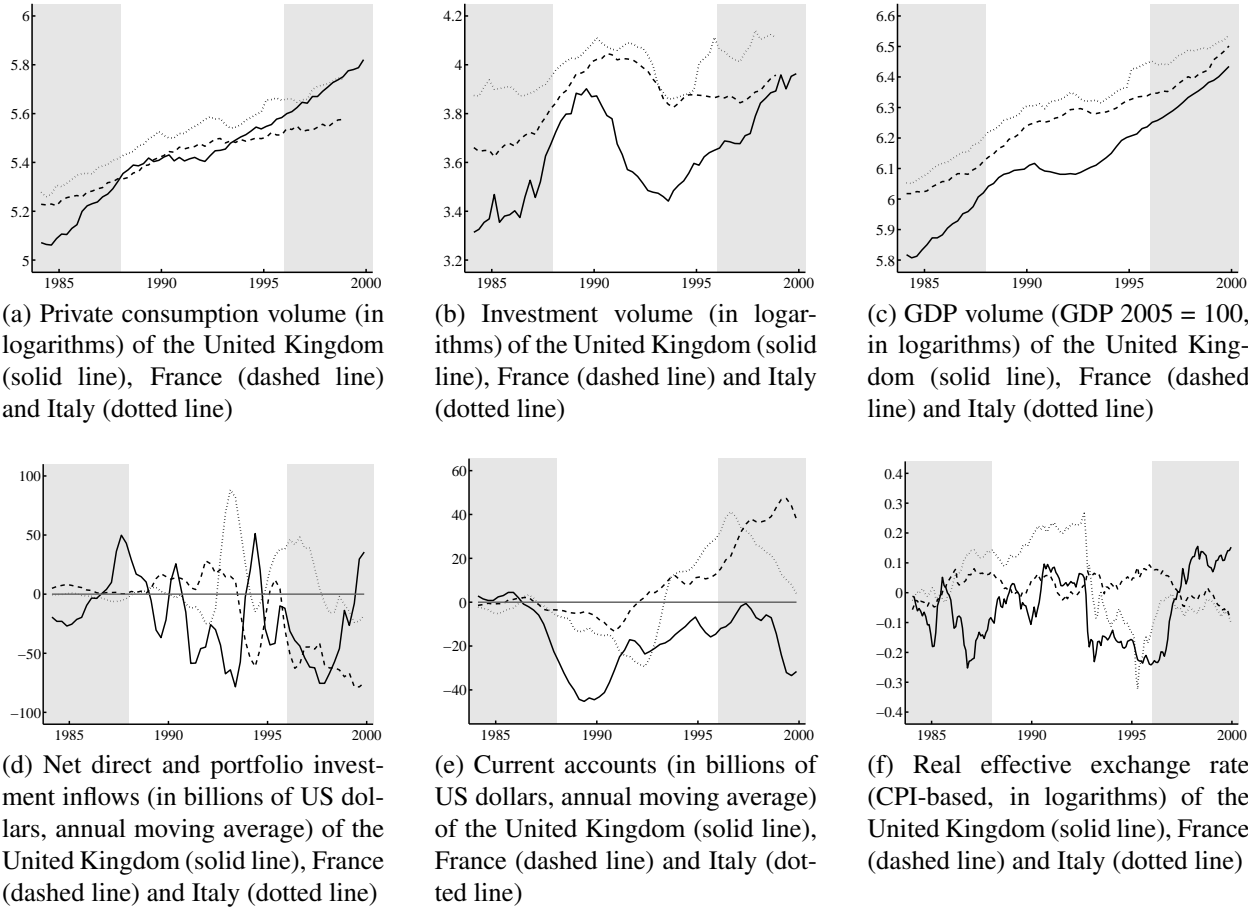 6
5.8
5.6
5.4
5.2
5
1985
1990
1995
2000
(a) Private consumption volume (in
logarithms) of the United Kingdom
(solid line), France (dashed line)
and Italy (dotted line)
4.2
4
3.8
3.6
3.4
3.2
1985
1990
1995
2000
(b) Investment volume (in logar-
ithms) of the United Kingdom (solid
line), France (dashed line) and Italy
(dotted line)
6.6
6.5
6.4
6.3
6.2
6.1
6
5.9
5.8
1985
1990
1995
2000
(c) GDP volume (GDP 2005 = 100,
in logarithms) of the United King-
dom (solid line), France (dashed
line) and Italy (dotted line)
100
50
0
−50
−100
1985
1990
1995
2000
(d) Net direct and portfolio invest-
ment inflows (in billions of US dol-
lars, annual moving average) of the
United Kingdom (solid line), France
(dashed line) and Italy (dotted line)
60
40
20
0
−20
−40
1985
1990
1995
2000
(e) Current accounts (in billions of
US dollars, annual moving average)
of the United Kingdom (solid line),
France (dashed line) and Italy (dot-
ted line)
0.4
0.3
0.2
0.1
0
−0.1
−0.2
−0.3
−0.4
1985
1990
1995
2000
(f) Real effective exchange rate
(CPI-based, in logarithms) of the
United Kingdom (solid line), France
(dashed line) and Italy (dotted line)